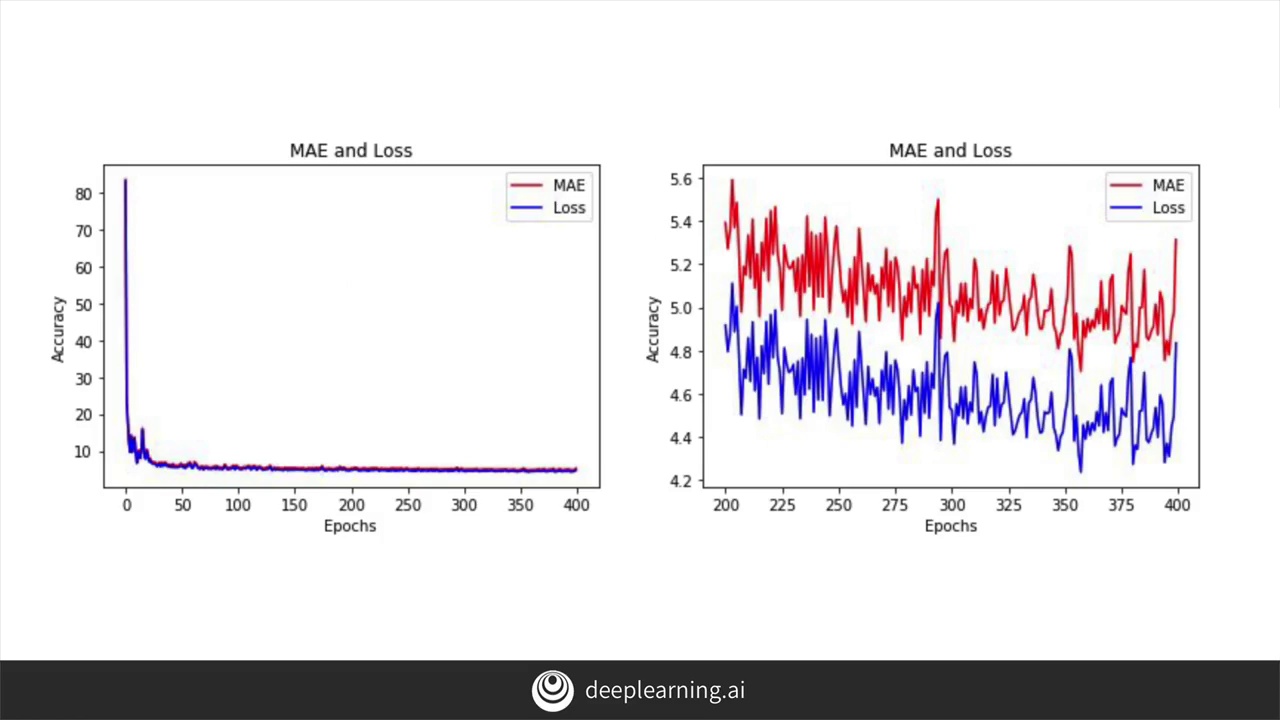 MAE and Loss
MAE
Loss
80
70
60
50
40
30
20
10
Accuracy
0 50 100 150 200 250 300 350 400
Epochs
MAE and Loss
MAE
Loss
5.6
5.4
5.2
5.0
4.8
4.6
4.4
4.2
Accuracy
200 225 250 275 300 325 350 375 400
Epochs
deeplearning.ai